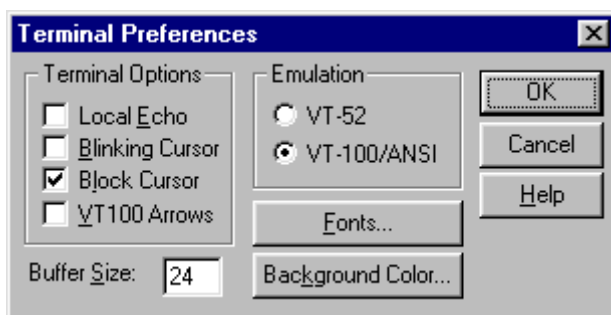 Terminal Preferences
Terminal Options
Local Echo
Blinking Cursor
Block Cursor
VT100 Arrows
Buffer Size: 24
Emulation
VT-52
VT-100/ANSI
Fonts...
Background Color...
OK
Cancel
Help